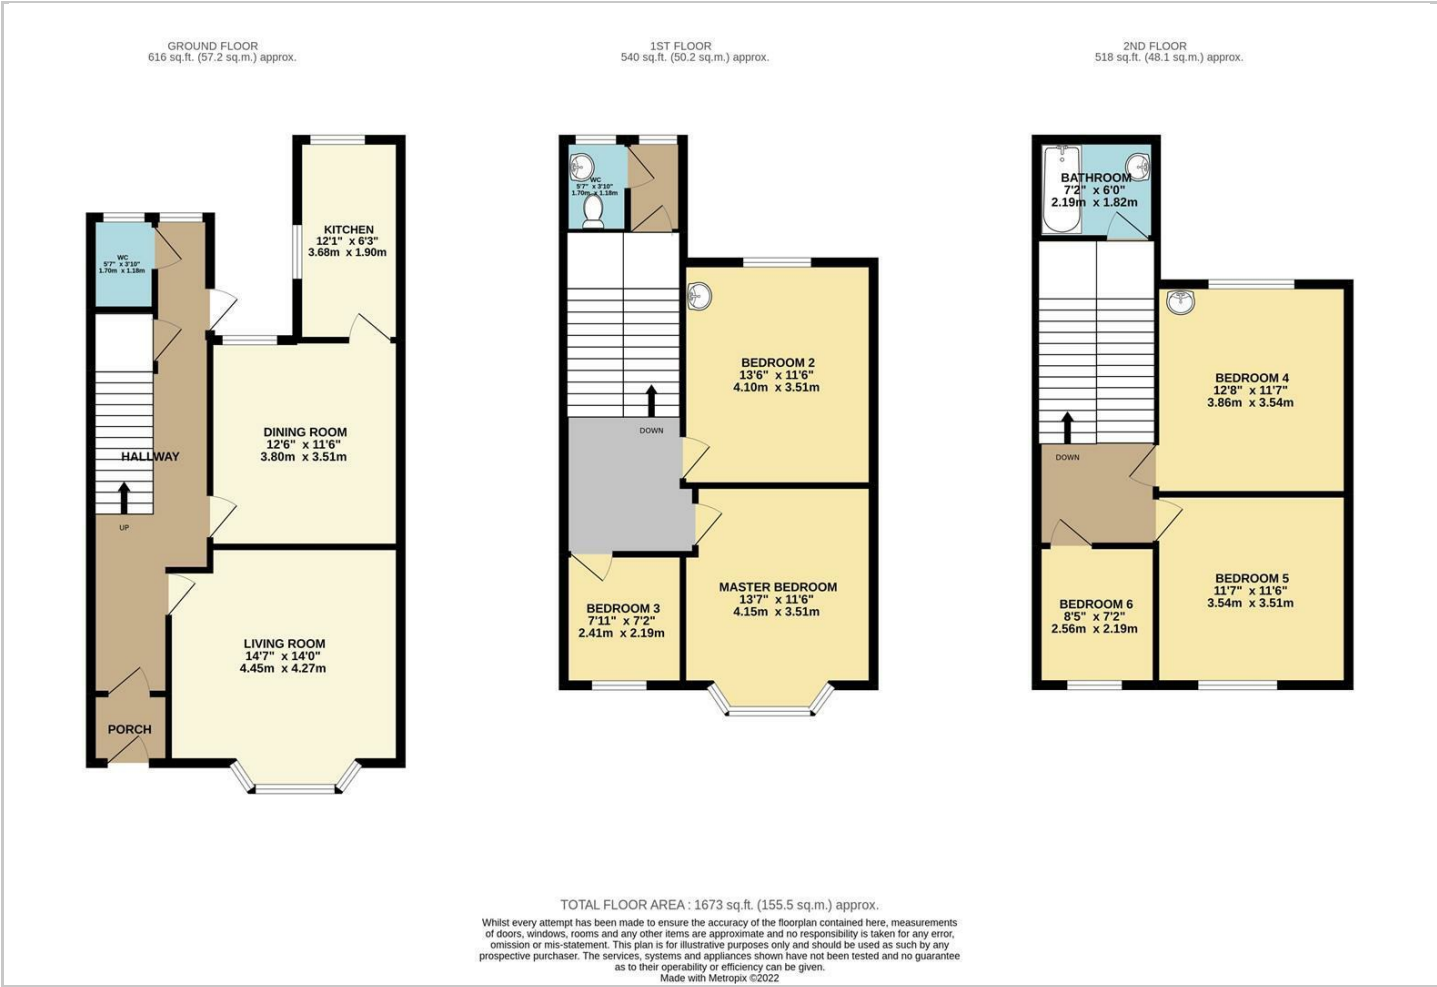 GROUND FLOOR
616 sq.ft. (57.2 sq.m.) approx.
WC
5'7" x 3'10"
1.70m x 1.18m
KITCHEN
12'1" x 6'3"
3.68m x 1.90m
DINING ROOM
12'6" x 11'6"
3.80m x 3.51m
HALLWAY
UP
LIVING ROOM
14'7" x 14'0"
4.45m x 4.27m
PORCH
1ST FLOOR
540 sq.ft. (50.2 sq.m.) approx.
WC
5'7" x 3'10"
1.70m x 1.18m
BEDROOM 2
13'6" x 11'6"
4.10m x 3.51m
DOWN
BEDROOM 3
7'11" x 7'2"
2.41m x 2.19m
MASTER BEDROOM
13'7" x 11'6"
4.15m x 3.51m
2ND FLOOR
518 sq.ft. (48.1 sq.m.) approx.
BATHROOM
7'2" x 6'0"
2.19m x 1.82m
BEDROOM 4
12'8" x 11'7"
3.86m x 3.54m
DOWN
BEDROOM 5
11'7" x 11'6"
3.54m x 3.51m
BEDROOM 6
8'5" x 7'2"
2.56m x 2.19m
TOTAL FLOOR AREA : 1673 sq.ft. (155.5 sq.m.) approx.
Whilst every attempt has been made to ensure the accuracy of the floorplan contained here, measurements
of doors, windows, rooms and any other items are approximate and no responsibility is taken for any error,
omission or mis-statement. This plan is for illustrative purposes only and should be used as such by any
prospective purchaser. The services, systems and appliances shown have not been tested and no guarantee
as to their operability or efficiency can be given.
Made with Metropix ©2022